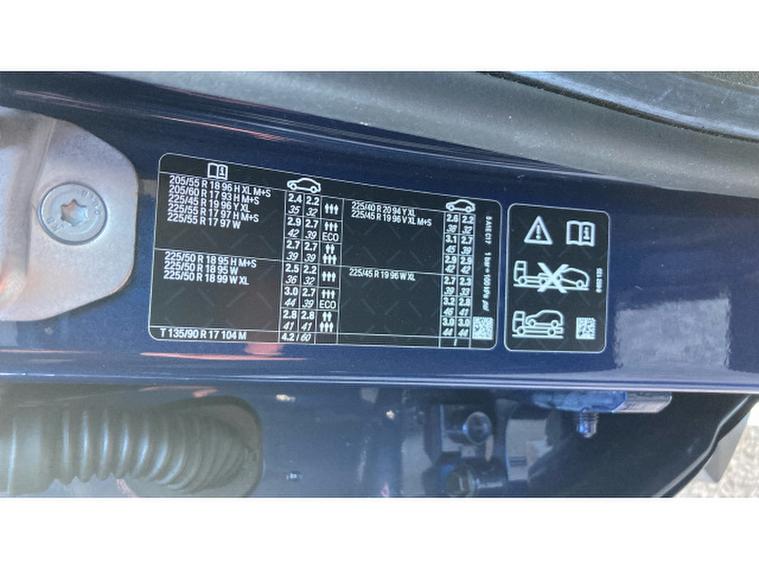 205/55 R 18 96 H XL M+S
205/60 R 17 93 H M+S
225/45 R 19 96 Y XL
225/55 R 17 97 H M+S
225/55 R 17 97 W
2.4 2.2
35 32
2.9 2.7
42 39 ECO
2.7 2.7
39 39
225/50 R 18 95 H M+S
225/50 R 18 95 W
225/50 R 18 99 W XL
2.5 2.2
36 32
3.0 2.7
44 39 ECO
2.8 2.8
41 41
T 135/90 R 17 104 M
4.2 / 60
225/40 R 20 94 Y XL
225/45 R 19 96 V XL M+S
2.6 2.2
38 32
3.1 2.7
45 39
2.9 2.9
42 42
225/45 R 19 96 W XL
2.7 2.3
39 33
3.2 2.8
46 41
3.0 3.0
44 44
1 bar = 100 kPa
psi